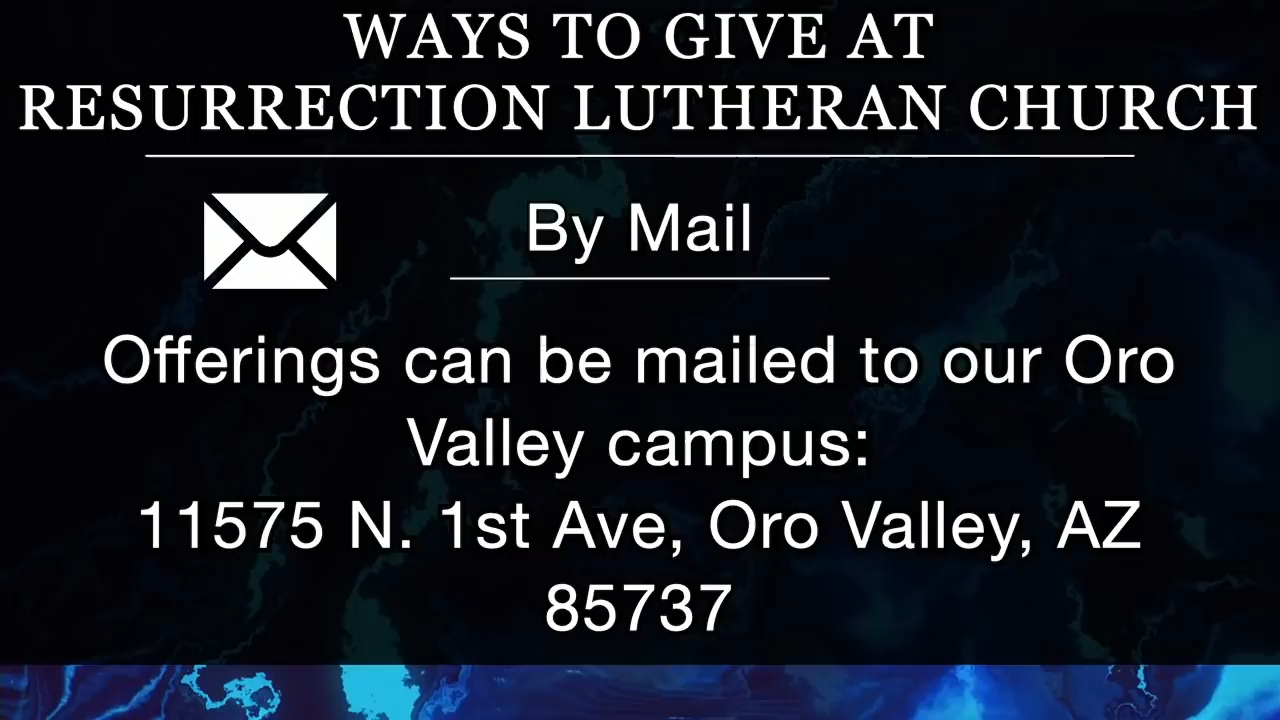 WAYS TO GIVE AT
RESURRECTION LUTHERAN CHURCH
By Mail
Offerings can be mailed to our Oro
Valley campus:
11575 N. 1st Ave, Oro Valley, AZ
85737